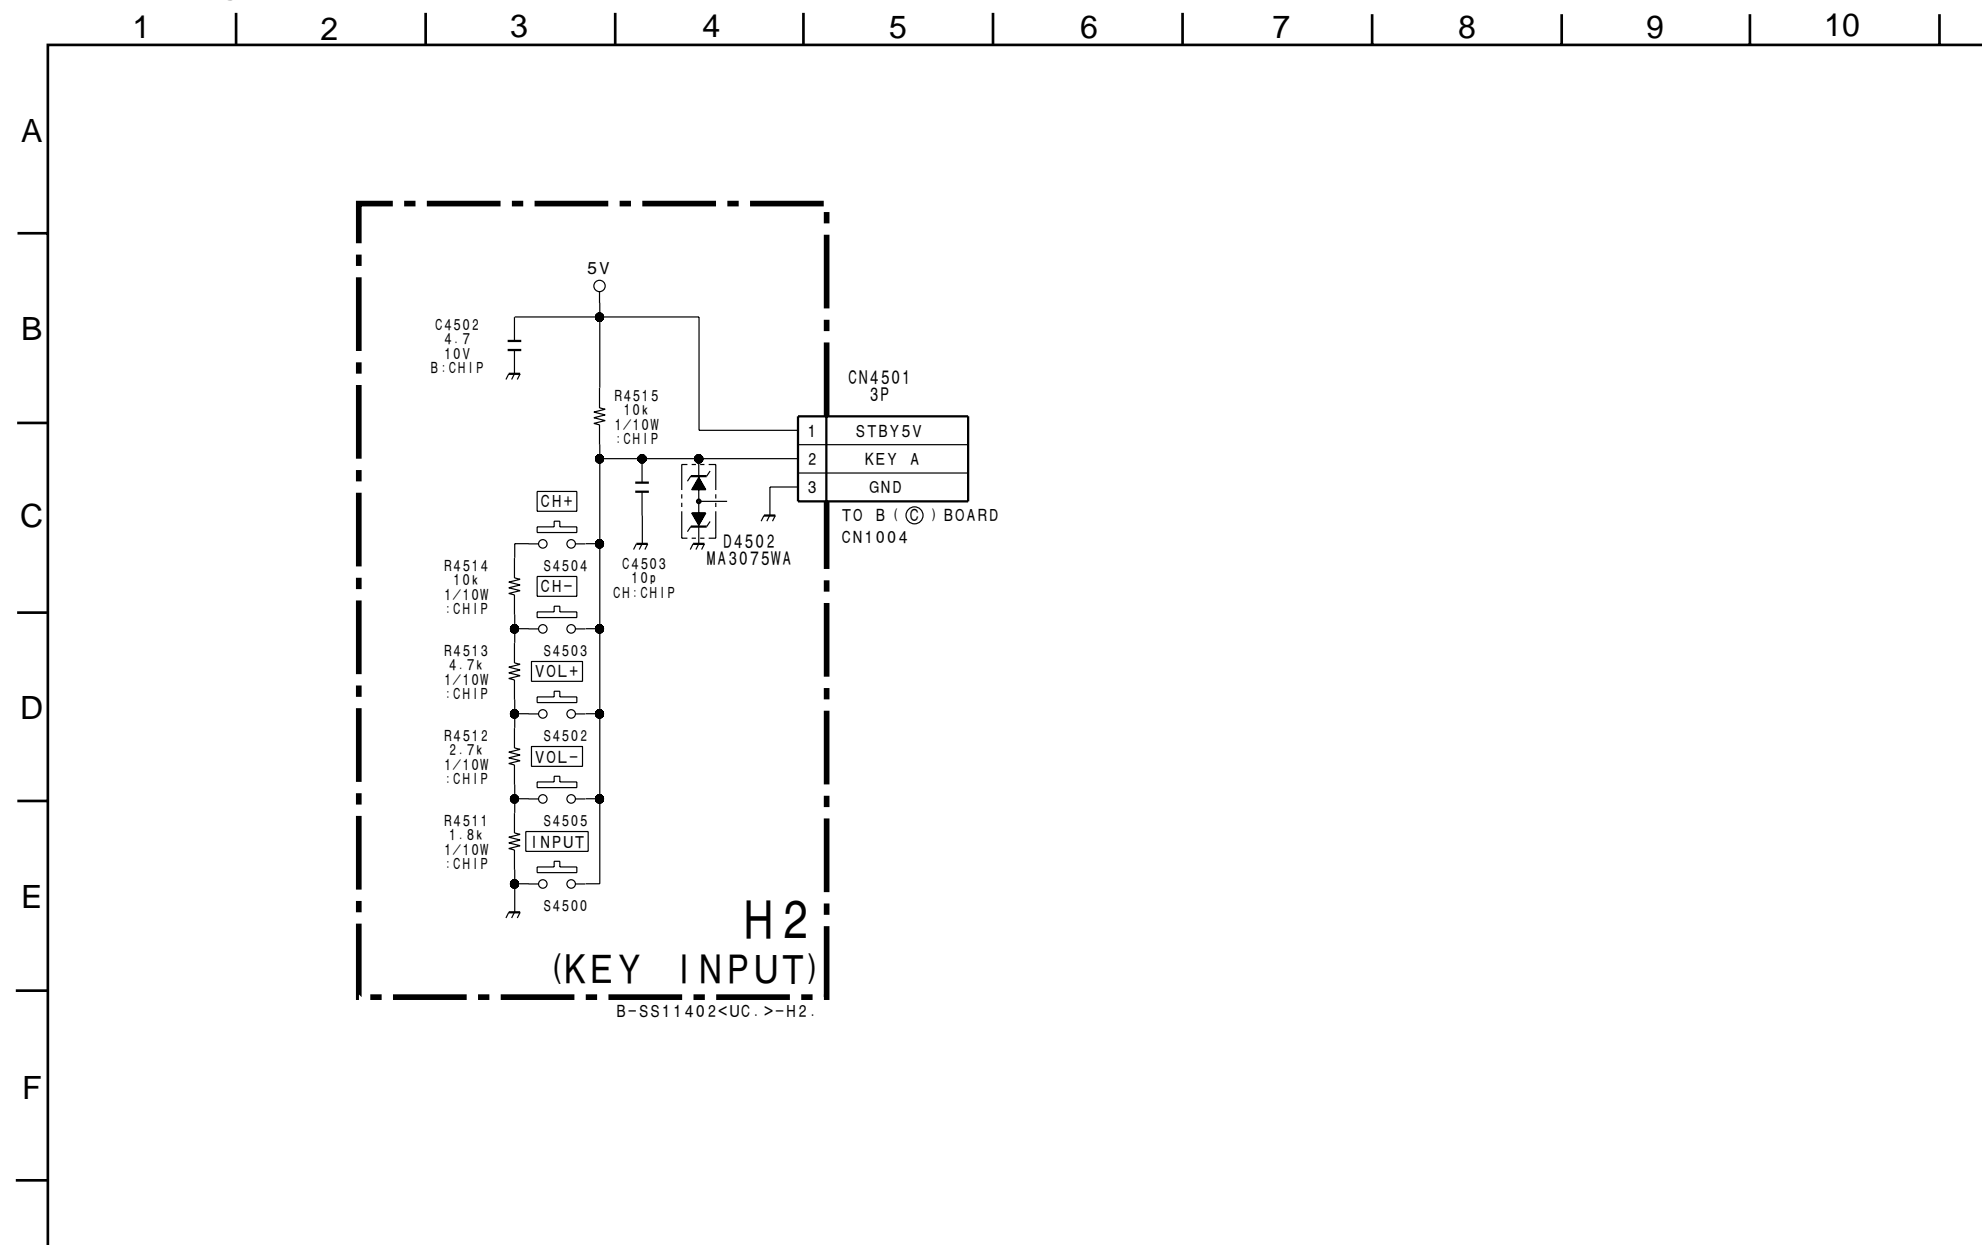 1 2 3 4 5 6 7 8 9 10
A
B
C
D
E
F
5V
C4502
4.7
10V
B:CHIP
R4515
10k
1/10W
:CHIP
CN4501
3P
1 STBY5V
2 KEY A
3 GND
TO B (Ⓒ) BOARD
CN1004
CH+
S4504
R4514
10k
1/10W
:CHIP
C4503
10p
CH:CHIP
D4502
MA3075WA
CH-
S4503
R4513
4.7k
1/10W
:CHIP
VOL+
S4502
R4512
2.7k
1/10W
:CHIP
VOL-
S4505
R4511
1.8k
1/10W
:CHIP
INPUT
S4500
H2
(KEY INPUT)
B-SS11402<UC.>-H2.